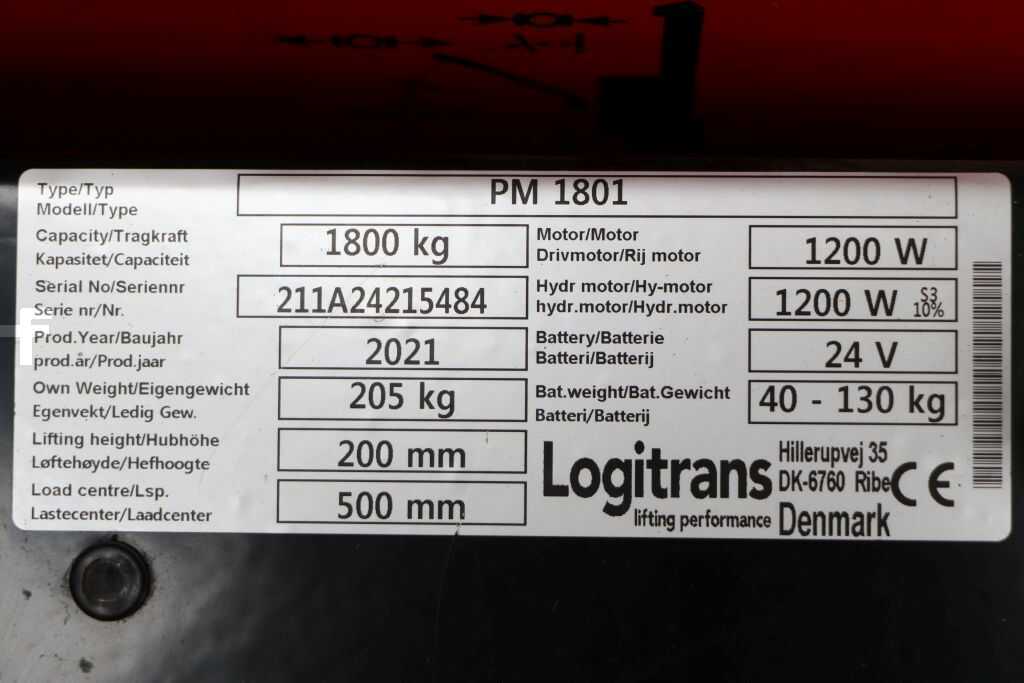 Type/Typ
Modell/Type
PM 1801
Capacity/Tragkraft
Kapasitet/Capaciteit
1800 kg
Motor/Motor
Drivmotor/Rij motor
1200 W
Serial No/Seriennr
Serie nr/Nr.
211A24215484
Hydr motor/Hy-motor
hydr.motor/Hydr.motor
1200 W S3 10%
Prod.Year/Baujahr
prod.år/Prod.jaar
2021
Battery/Batterie
Batteri/Batterij
24 V
Own Weight/Eigengewicht
Egenvekt/Ledig Gew.
205 kg
Bat.weight/Bat.Gewicht
Batteri/Batterij
40 - 130 kg
Lifting height/Hubhöhe
Løftehøyde/Hefhoogte
200 mm
Load centre/Lsp.
Lastecenter/Laadcenter
500 mm
Logitrans
lifting performance
Hillerupvej 35
DK-6760 Ribe
Denmark
CE